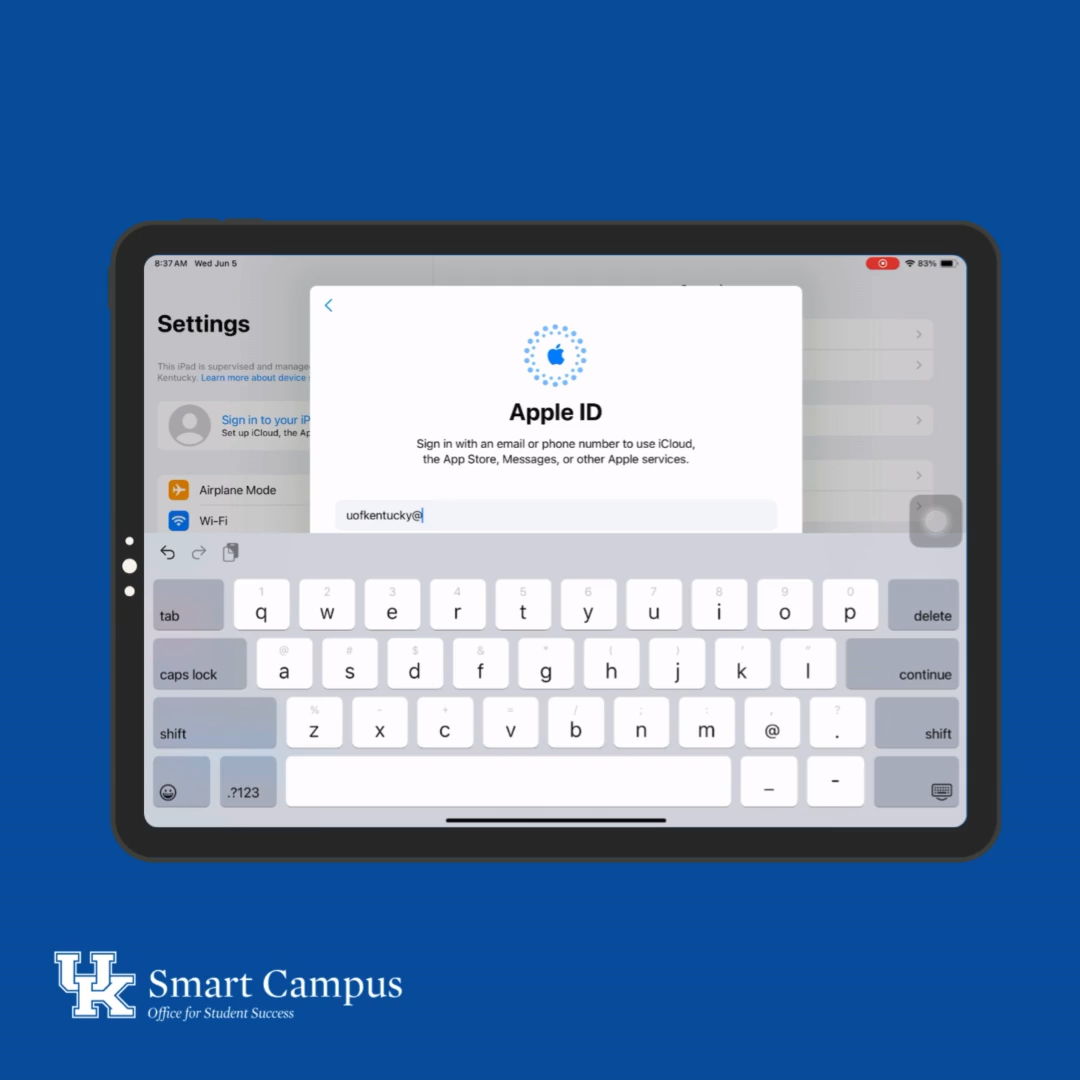 8:37 AM Wed Jun 5
83%
Settings
This iPad is supervised and manage
Kentucky. Learn more about device
Sign in to your iP
Set up iCloud, the Ap
Airplane Mode
Wi-Fi
Apple ID
Sign in with an email or phone number to use iCloud,
the App Store, Messages, or other Apple services.
uofkentucky@
1 2 3 4 5 6 7 8 9 0
tab q w e r t y u i o p delete
@ # $ & * ( ) ' "
caps lock a s d f g h j k l continue
% - + = / ; : , ?
shift z x c v b n m @ . shift
.?123 _ -
UK Smart Campus
Office for Student Success